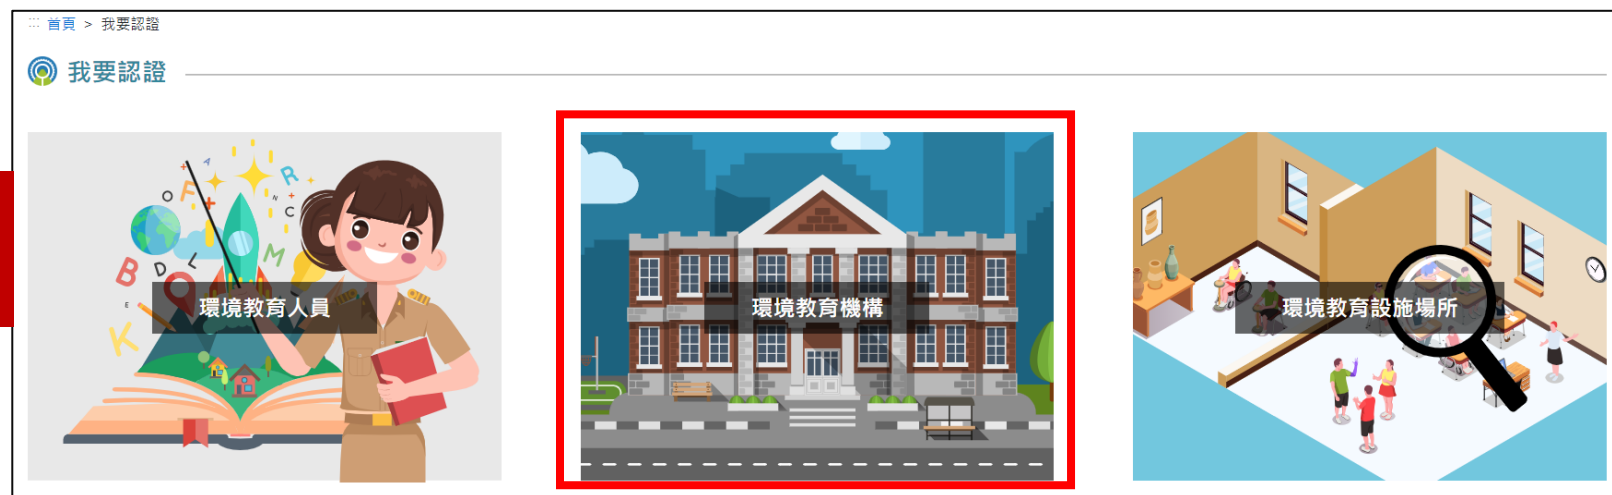 ::: 首頁 > 我要認證
我要認證
環境教育人員
環境教育機構
環境教育設施場所